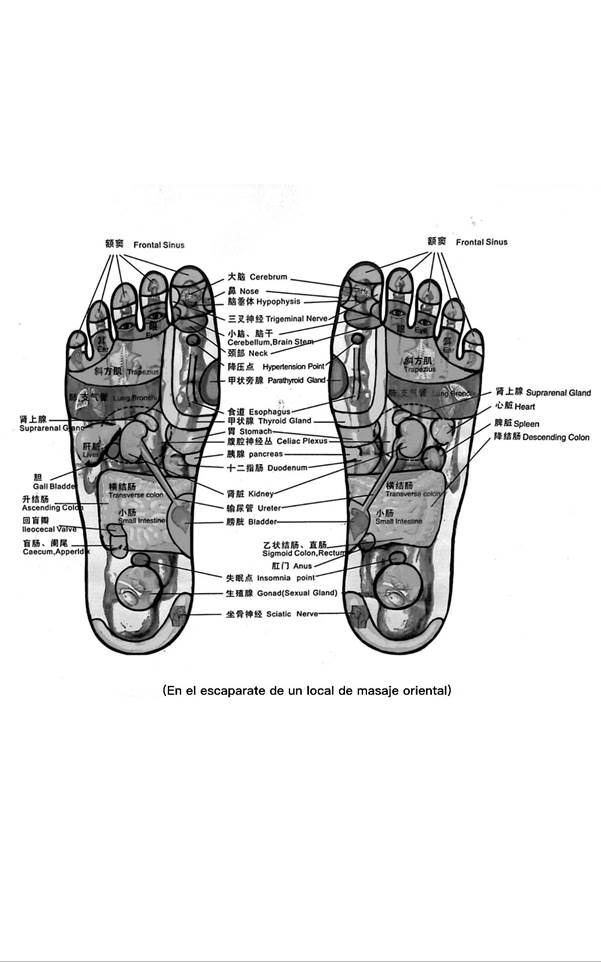 额窦 Frontal Sinus
额窦 Frontal Sinus
大脑 Cerebrum
鼻 Nose
脑垂体 Hypophysis
三叉神经 Trigeminal Nerve
小脑、脑干
Cerebellum,Brain Stem
颈部 Neck
降压点 Hypertension Point
甲状旁腺 Parathyroid Gland
食道 Esophagus
甲状腺 Thyroid Gland
胃 Stomach
腹腔神经丛 Celiac Plexus
胰腺 pancreas
十二指肠 Duodenum
肾脏 Kidney
输尿管 Ureter
膀胱 Bladder
乙状结肠、直肠
Sigmoid Colon,Rectum
肛门 Anus
失眠点 Insomnia point
生殖腺 Gonad(Sexual Gland)
坐骨神经 Sciatic Nerve
耳
Ear
眼
Eye
斜方肌 Trapezius
肺,支气管 Lung Bronchi
肾上腺
Suprarenal Gland
肝脏
Liver
胆
Gall Bladder
升结肠
Ascending Colon
回盲瓣
Ileocecal Valve
盲肠、阑尾
Caecum,Appendix
横结肠
Transverse colon
小肠
Small Intestine
眼
耳
Ear
斜方肌
Trapezius
肺,支气管 Lung Bronchi
肾上腺 Suprarenal Gland
心脏 Heart
脾脏 Spleen
降结肠 Descending Colon
横结肠
Transverse colon
小肠
Small Intestine
(En el escaparate de un local de masaje oriental)